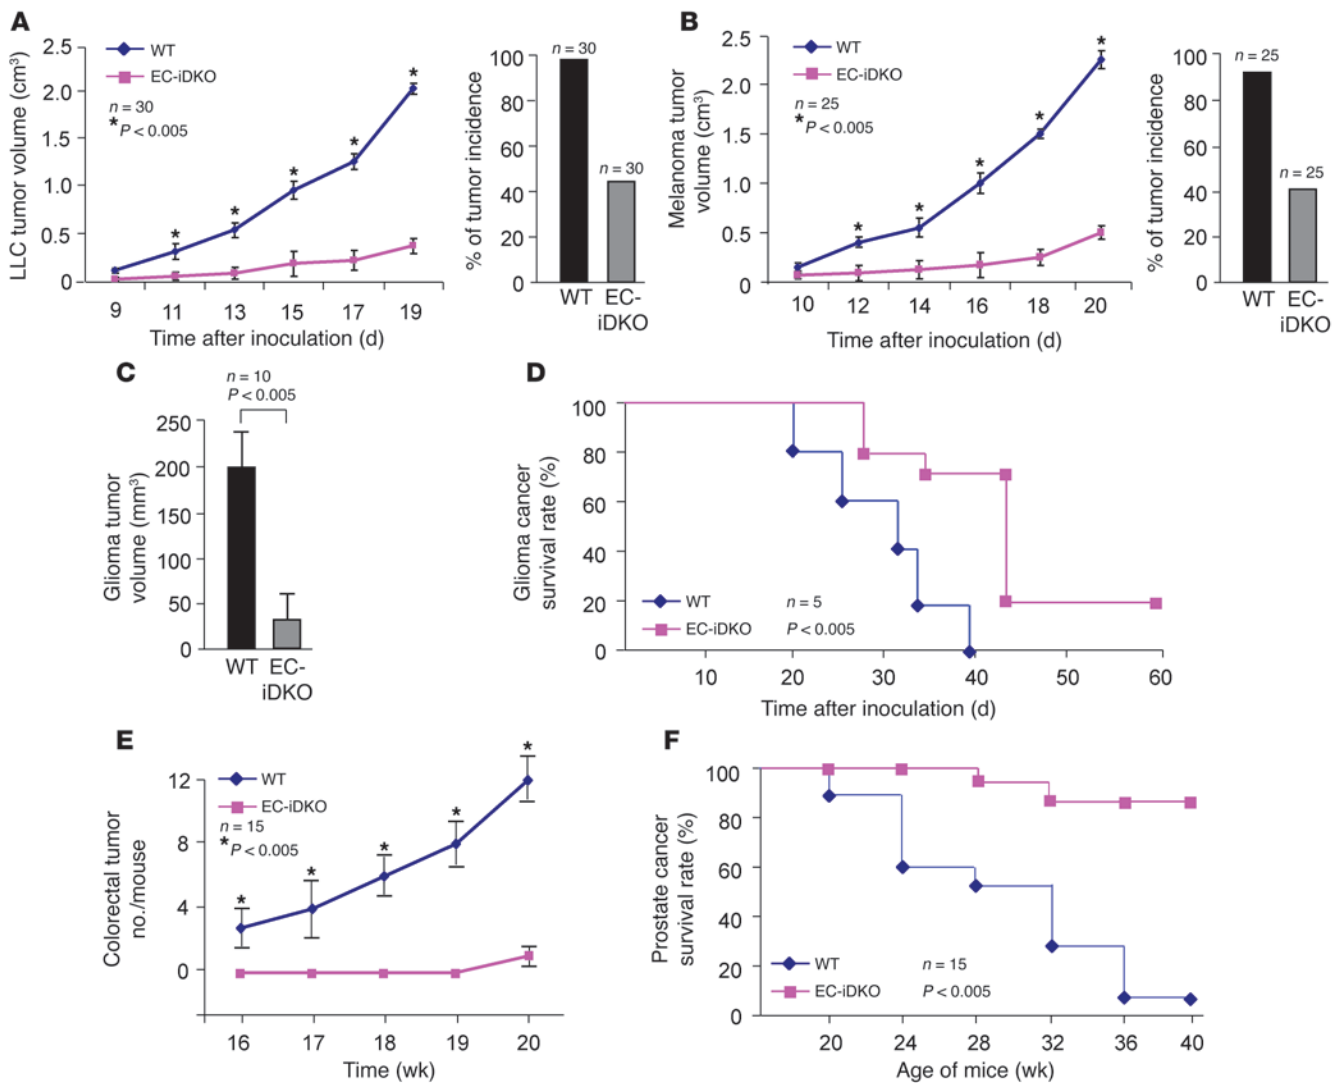 A
LLC tumor volume (cm³)
2.5
2.0
1.5
1.0
0.5
0
WT
EC-iDKO
n = 30
*P < 0.005
*
*
*
*
*
9 11 13 15 17 19
Time after inoculation (d)
% of tumor incidence
100
80
60
40
20
0
n = 30
n = 30
WT EC-
iDKO
B
Melanoma tumor
volume (cm³)
2.5
2.0
1.5
1.0
0.5
0
WT
EC-iDKO
n = 25
*P < 0.005
*
*
*
*
*
10 12 14 16 18 20
Time after inoculation (d)
% of tumor incidence
100
80
60
40
20
0
n = 25
n = 25
WT EC-
iDKO
C
n = 10
P < 0.005
Glioma tumor
volume (mm³)
250
200
150
100
50
0
WT EC-
iDKO
D
Glioma cancer
survival rate (%)
100
80
60
40
20
0
WT n = 5
EC-iDKO P < 0.005
10 20 30 40 50 60
Time after inoculation (d)
E
Colorectal tumor
no./mouse
12
8
4
0
WT
EC-iDKO
n = 15
*P < 0.005
*
*
*
*
*
16 17 18 19 20
Time (wk)
F
Prostate cancer
survival rate (%)
100
80
60
40
20
0
WT n = 15
EC-iDKO P < 0.005
20 24 28 32 36 40
Age of mice (wk)